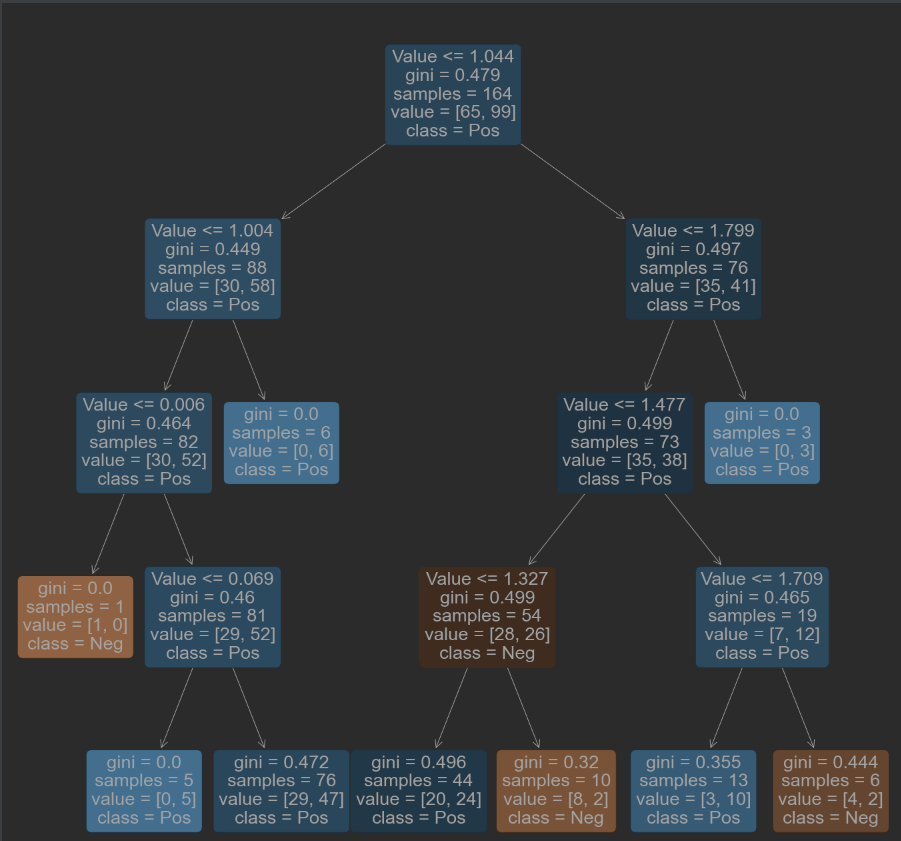 Value <= 1.044
gini = 0.479
samples = 164
value = [65, 99]
class = Pos
Value <= 1.004
gini = 0.449
samples = 88
value = [30, 58]
class = Pos
Value <= 1.799
gini = 0.497
samples = 76
value = [35, 41]
class = Pos
Value <= 0.006
gini = 0.464
samples = 82
value = [30, 52]
class = Pos
gini = 0.0
samples = 6
value = [0, 6]
class = Pos
Value <= 1.477
gini = 0.499
samples = 73
value = [35, 38]
class = Pos
gini = 0.0
samples = 3
value = [0, 3]
class = Pos
gini = 0.0
samples = 1
value = [1, 0]
class = Neg
Value <= 0.069
gini = 0.46
samples = 81
value = [29, 52]
class = Pos
Value <= 1.327
gini = 0.499
samples = 54
value = [28, 26]
class = Neg
Value <= 1.709
gini = 0.465
samples = 19
value = [7, 12]
class = Pos
gini = 0.0
samples = 5
value = [0, 5]
class = Pos
gini = 0.472
samples = 76
value = [29, 47]
class = Pos
gini = 0.496
samples = 44
value = [20, 24]
class = Pos
gini = 0.32
samples = 10
value = [8, 2]
class = Neg
gini = 0.355
samples = 13
value = [3, 10]
class = Pos
gini = 0.444
samples = 6
value = [4, 2]
class = Neg